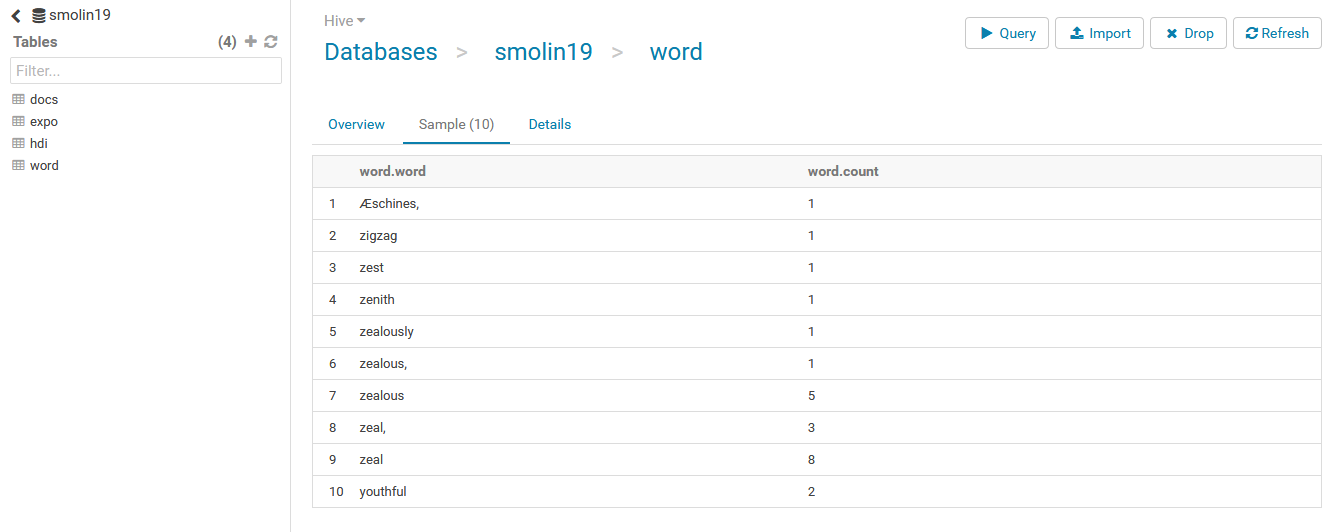 smolin19
Tables (4)
Filter...
docs
expo
hdi
word
Hive
Databases > smolin19 > word
Query Import Drop Refresh
Overview Sample (10) Details
word.word word.count
1 Æschines, 1
2 zigzag 1
3 zest 1
4 zenith 1
5 zealously 1
6 zealous, 1
7 zealous 5
8 zeal, 3
9 zeal 8
10 youthful 2